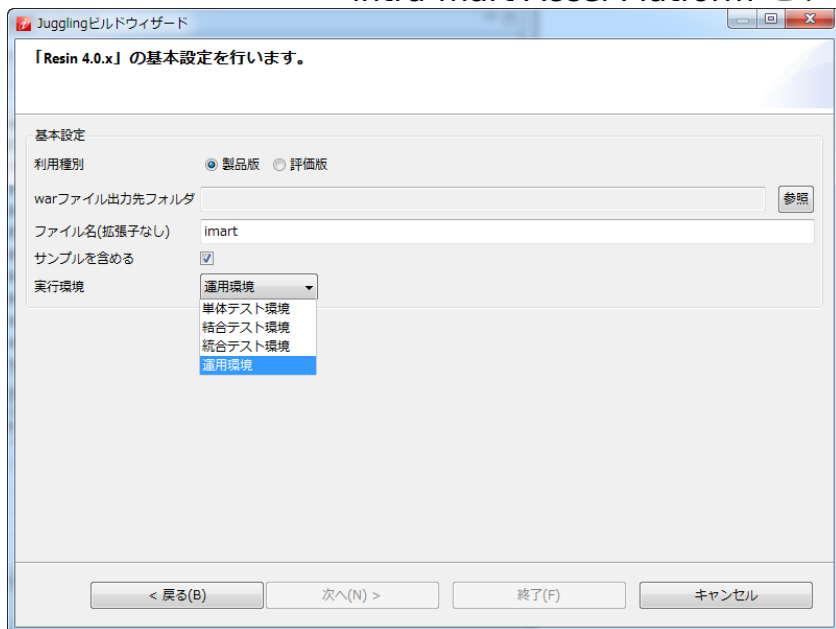 Jugglingビルドウィザード
「Resin 4.0.x」の基本設定を行います。
基本設定
利用種別 製品版 評価版
warファイル出力先フォルダ 参照
ファイル名(拡張子なし) imart
サンプルを含める
実行環境 運用環境
単体テスト環境
結合テスト環境
統合テスト環境
運用環境
< 戻る(B) 次へ(N) > 終了(F) キャンセル